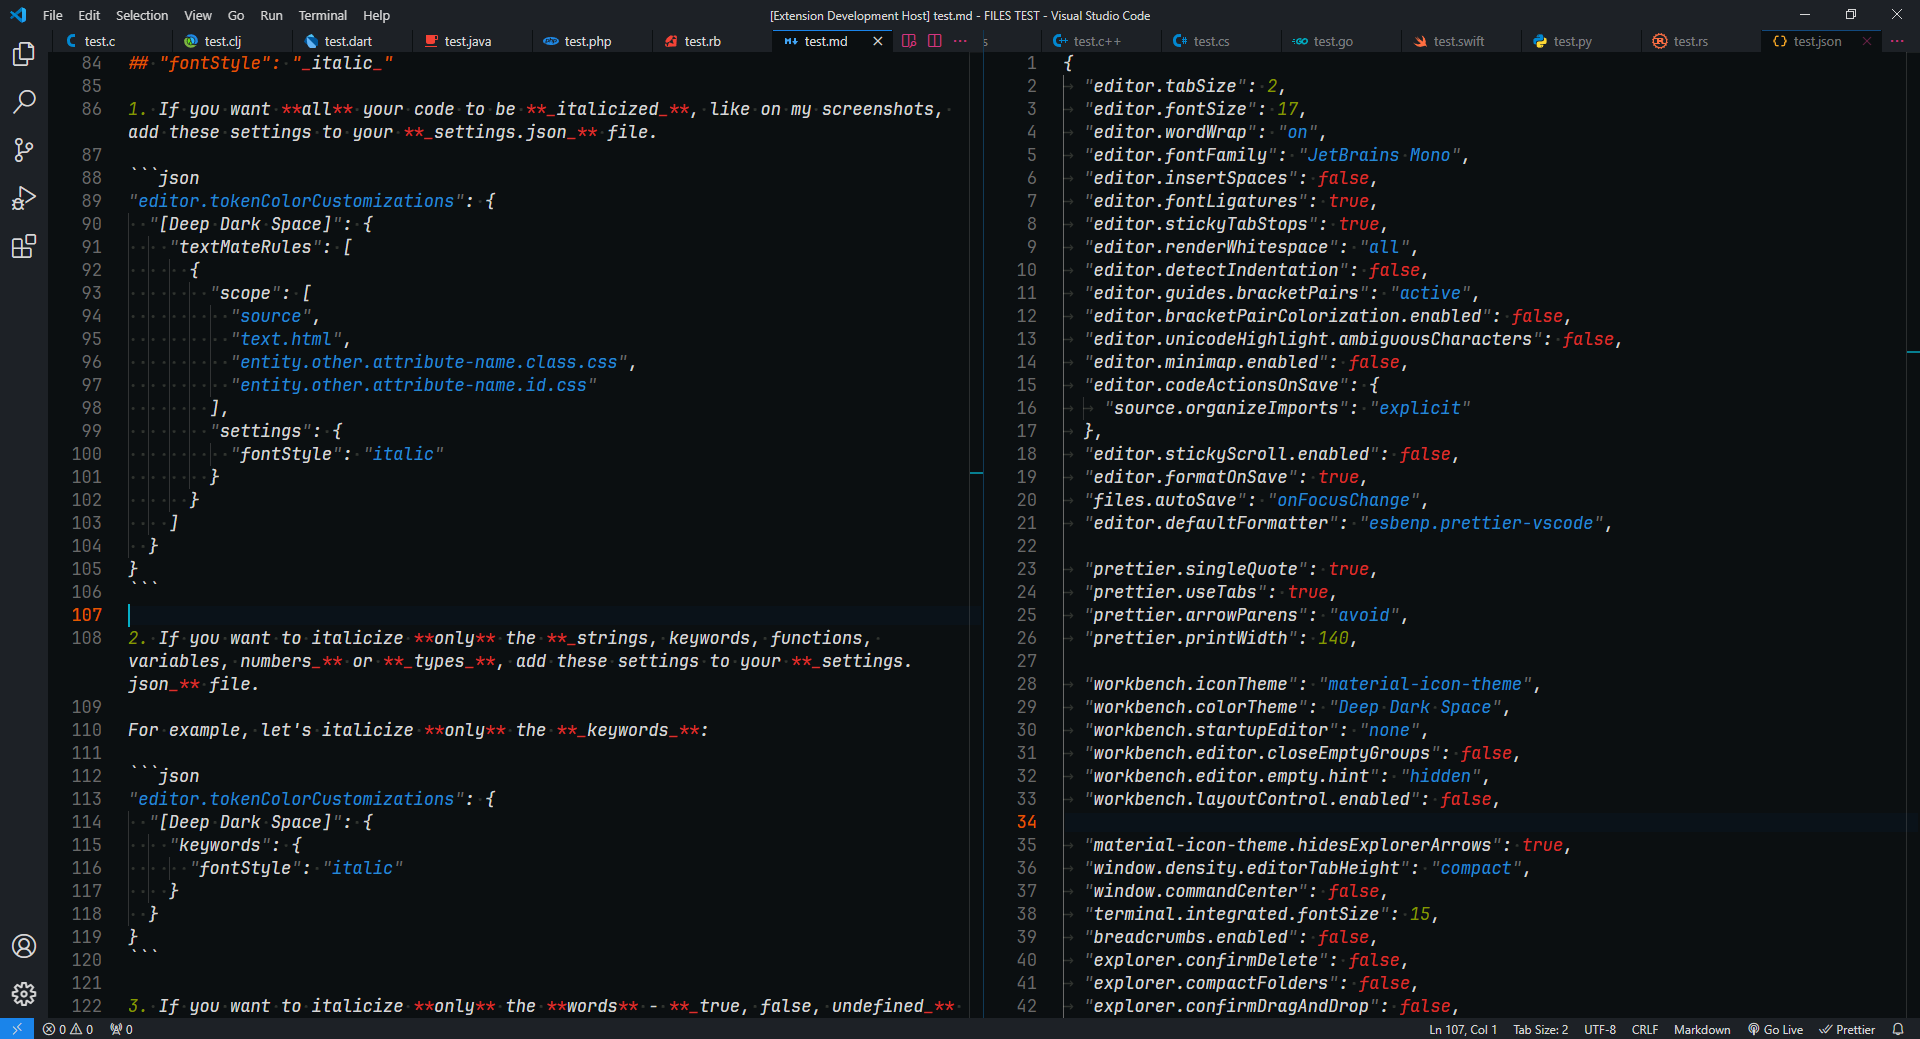 File Edit Selection View Go Run Terminal Help [Extension Development Host] test.md - FILES TEST - Visual Studio Code
test.c test.clj test.dart test.java test.php test.rb test.md s test.c++ test.cs test.go test.swift test.py test.rs test.json
84 ## "fontStyle": "_italic_"
85
86 1. If you want **all** your code to be **_italicized_**, like on my screenshots,
add these settings to your **_settings.json_** file.
87
88 ```json
89 "editor.tokenColorCustomizations": {
90 "[Deep Dark Space]": {
91 "textMateRules": [
92 {
93 "scope": [
94 "source",
95 "text.html",
96 "entity.other.attribute-name.class.css",
97 "entity.other.attribute-name.id.css"
98 ],
99 "settings": {
100 "fontStyle": "italic"
101 }
102 }
103 ]
104 }
105 }
106 ```
107
108 2. If you want to italicize **only** the **_strings, keywords, functions,
variables, numbers_** or **_types_**, add these settings to your **_settings.
json_** file.
109
110 For example, let's italicize **only** the **_keywords_**:
111
112 ```json
113 "editor.tokenColorCustomizations": {
114 "[Deep Dark Space]": {
115 "keywords": {
116 "fontStyle": "italic"
117 }
118 }
119 }
120 ```
121
122 3. If you want to italicize **only** the **words** - **_true, false, undefined_**
1 {
2 "editor.tabSize": 2,
3 "editor.fontSize": 17,
4 "editor.wordWrap": "on",
5 "editor.fontFamily": "JetBrains Mono",
6 "editor.insertSpaces": false,
7 "editor.fontLigatures": true,
8 "editor.stickyTabStops": true,
9 "editor.renderWhitespace": "all",
10 "editor.detectIndentation": false,
11 "editor.guides.bracketPairs": "active",
12 "editor.bracketPairColorization.enabled": false,
13 "editor.unicodeHighlight.ambiguousCharacters": false,
14 "editor.minimap.enabled": false,
15 "editor.codeActionsOnSave": {
16 "source.organizeImports": "explicit"
17 },
18 "editor.stickyScroll.enabled": false,
19 "editor.formatOnSave": true,
20 "files.autoSave": "onFocusChange",
21 "editor.defaultFormatter": "esbenp.prettier-vscode",
22
23 "prettier.singleQuote": true,
24 "prettier.useTabs": true,
25 "prettier.arrowParens": "avoid",
26 "prettier.printWidth": 140,
27
28 "workbench.iconTheme": "material-icon-theme",
29 "workbench.colorTheme": "Deep Dark Space",
30 "workbench.startupEditor": "none",
31 "workbench.editor.closeEmptyGroups": false,
32 "workbench.editor.empty.hint": "hidden",
33 "workbench.layoutControl.enabled": false,
34
35 "material-icon-theme.hidesExplorerArrows": true,
36 "window.density.editorTabHeight": "compact",
37 "window.commandCenter": false,
38 "terminal.integrated.fontSize": 15,
39 "breadcrumbs.enabled": false,
40 "explorer.confirmDelete": false,
41 "explorer.compactFolders": false,
42 "explorer.confirmDragAndDrop": false,
0 0 0 Ln 107, Col 1 Tab Size: 2 UTF-8 CRLF Markdown Go Live Prettier